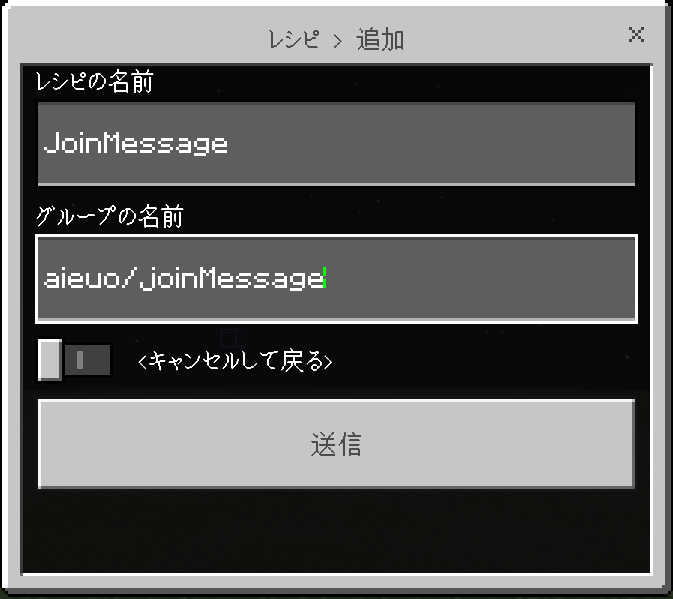 レシピ > 追加
×
レシピの名前
JoinMessage
グループの名前
aieuo/joinMessage
<キャンセルして戻る>
送信